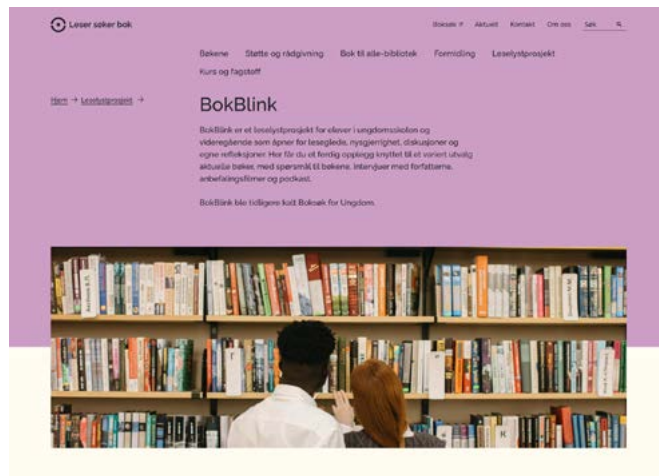 Leser søker bok
Boksøk Aktuelt Kontakt Om oss Søk
Bøkene Støtte og rådgivning Bok til alle-bibliotek Formidling Leselystprosjekt
Kurs og fagstoff
Hjem → Leselystprosjekt →
BokBlink
BokBlink er et leselystprosjekt for elever i ungdomsskolen og
videregående som åpner for leseglede, nysgjerrighet, diskusjoner og
egne refleksjoner. Her får du et ferdig opplegg knyttet til et variert utvalg
aktuelle bøker, med spørsmål til bøkene, intervjuer med forfatterne,
anbefalingsfilmer og podkast.
BokBlink ble tidligere kalt Boksøk for Ungdom.